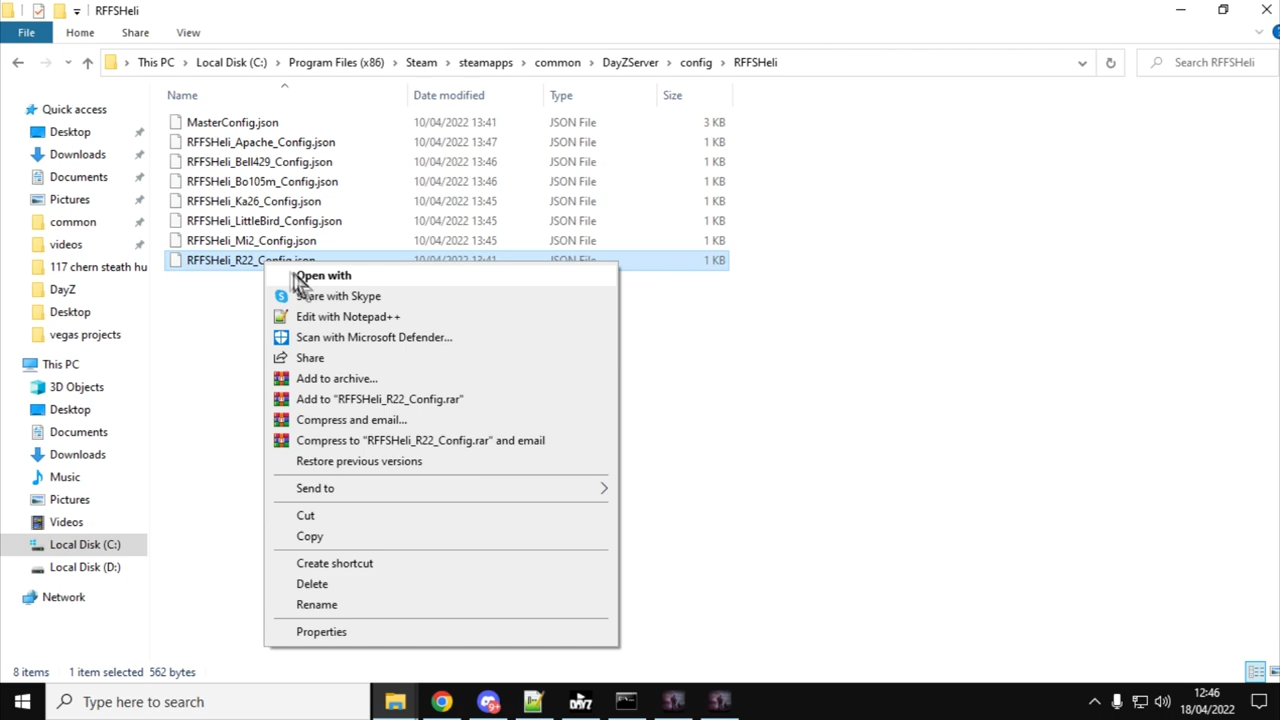 RFFSHeli
File Home Share View
This PC Local Disk (C:) Program Files (x86) Steam steamapps common DayZServer config RFFSHeli
Search RFFSHeli
Name Date modified Type Size
MasterConfig.json 10/04/2022 13:41 JSON File 3 KB
RFFSHeli_Apache_Config.json 10/04/2022 13:47 JSON File 1 KB
RFFSHeli_Bell429_Config.json 10/04/2022 13:46 JSON File 1 KB
RFFSHeli_Bo105m_Config.json 10/04/2022 13:46 JSON File 1 KB
RFFSHeli_Ka26_Config.json 10/04/2022 13:45 JSON File 1 KB
RFFSHeli_LittleBird_Config.json 10/04/2022 13:45 JSON File 1 KB
RFFSHeli_Mi2_Config.json 10/04/2022 13:45 JSON File 1 KB
RFFSHeli_R22_Config.json 10/04/2022 13:41 JSON File 1 KB
Quick access
Desktop
Downloads
Documents
Pictures
common
videos
117 chern steath hu
DayZ
Desktop
vegas projects
This PC
3D Objects
Desktop
Documents
Downloads
Music
Pictures
Videos
Local Disk (C:)
Local Disk (D:)
Network
Open with
Share with Skype
Edit with Notepad++
Scan with Microsoft Defender...
Share
Add to archive...
Add to "RFFSHeli_R22_Config.rar"
Compress and email...
Compress to "RFFSHeli_R22_Config.rar" and email
Restore previous versions
Send to
Cut
Copy
Create shortcut
Delete
Rename
Properties
8 items 1 item selected 562 bytes
Type here to search
12:46
18/04/2022